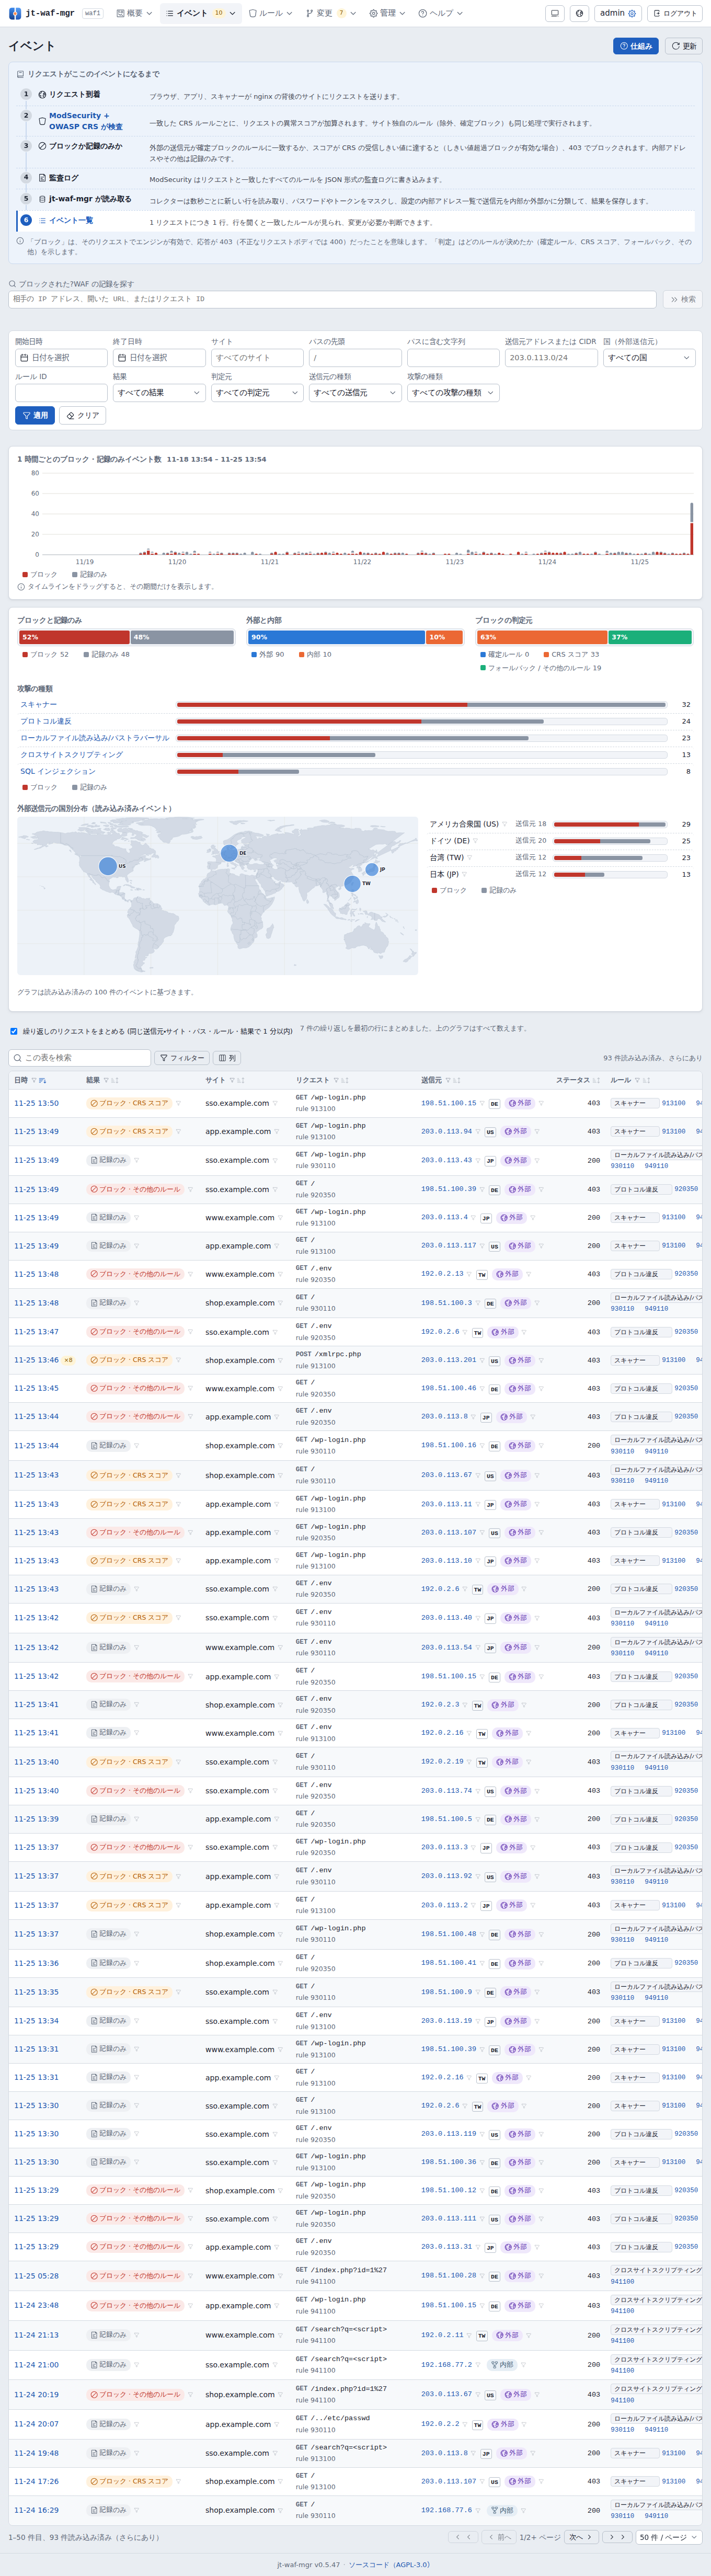 jt-waf-mgr waf1 概要 イベント 10 ルール 変更 7 管理 ヘルプ admin ログアウト
イベント 仕組み 更新
リクエストがここのイベントになるまで
1 リクエスト到着 ブラウザ、アプリ、スキャナーが nginx の背後のサイトにリクエストを送ります。
2 ModSecurity + OWASP CRS が検査 一致した CRS ルールごとに、リクエストの異常スコアが加算されます。サイト独自のルール（除外、確定ブロック）も同じ処理で実行されます。
3 ブロックか記録のみか 外部の送信元が確定ブロックのルールに一致するか、スコアが CRS の受信しきい値に達すると（しきい値超過ブロックが有効な場合）、403 でブロックされます。内部アドレスやその他は記録のみです。
4 監査ログ ModSecurity はリクエストと一致したすべてのルールを JSON 形式の監査ログに書き込みます。
5 jt-waf-mgr が読み取る コレクターは数秒ごとに新しい行を読み取り、パスワードやトークンをマスクし、設定の内部アドレス一覧で送信元を内部か外部かに分類して、結果を保存します。
6 イベント一覧 1 リクエストにつき 1 行。行を開くと一致したルールが見られ、変更が必要か判断できます。
「ブロック」は、そのリクエストでエンジンが有効で、応答が 403（不正なリクエストボディでは 400）だったことを意味します。「判定」はどのルールが決めたか（確定ルール、CRS スコア、フォールバック、その他）を示します。
ブロックされた?WAF の記録を探す
相手の IP アドレス、開いた URL、またはリクエスト ID 検索
開始日時 終了日時 サイト パスの先頭 パスに含む文字列 送信元アドレスまたは CIDR 国（外部送信元）
日付を選択 日付を選択 すべてのサイト / 203.0.113.0/24 すべての国
ルール ID 結果 判定元 送信元の種類 攻撃の種類
すべての結果 すべての判定元 すべての送信元 すべての攻撃の種類
適用 クリア
1 時間ごとのブロック・記録のみイベント数 11-18 13:54 – 11-25 13:54
80
60
40
20
0
11/19 11/20 11/21 11/22 11/23 11/24 11/25
ブロック 記録のみ
タイムラインをドラッグすると、その期間だけを表示します。
ブロックと記録のみ 外部と内部 ブロックの判定元
52% 48% 90% 10% 63% 37%
ブロック 52 記録のみ 48 外部 90 内部 10 確定ルール 0 CRS スコア 33
フォールバック / その他のルール 19
攻撃の種類
スキャナー 32
プロトコル違反 24
ローカルファイル読み込み/パストラバーサル 23
クロスサイトスクリプティング 13
SQL インジェクション 8
ブロック 記録のみ
外部送信元の国別分布（読み込み済みイベント）
US DE JP TW
アメリカ合衆国 (US) 送信元 18 29
ドイツ (DE) 送信元 20 25
台湾 (TW) 送信元 12 23
日本 (JP) 送信元 12 13
ブロック 記録のみ
グラフは読み込み済みの 100 件のイベントに基づきます。
繰り返しのリクエストをまとめる (同じ送信元・サイト・パス・ルール・結果で 1 分以内) 7 件の繰り返しを最初の行にまとめました。上のグラフはすべて数えます。
この表を検索 フィルター 列 93 件読み込み済み、さらにあり
日時 結果 サイト リクエスト 送信元 ステータス ルール
11-25 13:50 ブロック · CRS スコア sso.example.com GET /wp-login.php rule 913100 198.51.100.15 DE 外部 403 スキャナー 913100
11-25 13:49 ブロック · CRS スコア app.example.com GET /wp-login.php rule 913100 203.0.113.94 US 外部 403 スキャナー 913100
11-25 13:49 記録のみ sso.example.com GET /wp-login.php rule 930110 203.0.113.43 JP 外部 200 930110 949110
11-25 13:49 ブロック · その他のルール sso.example.com GET / rule 920350 198.51.100.39 DE 外部 403 プロトコル違反 920350
11-25 13:49 記録のみ www.example.com GET /wp-login.php rule 913100 203.0.113.4 JP 外部 200 スキャナー 913100
11-25 13:49 記録のみ app.example.com GET / rule 913100 203.0.113.117 US 外部 200 スキャナー 913100
11-25 13:48 ブロック · その他のルール www.example.com GET /.env rule 920350 192.0.2.13 TW 外部 403 プロトコル違反 920350
11-25 13:48 記録のみ shop.example.com GET / rule 930110 198.51.100.3 DE 外部 200 930110 949110
11-25 13:47 ブロック · その他のルール sso.example.com GET /.env rule 920350 192.0.2.6 TW 外部 403 プロトコル違反 920350
11-25 13:46 ×8 ブロック · CRS スコア shop.example.com POST /xmlrpc.php rule 913100 203.0.113.201 US 外部 403 スキャナー 913100
11-25 13:45 ブロック · その他のルール www.example.com GET / rule 920350 198.51.100.46 DE 外部 403 プロトコル違反 920350
11-25 13:44 ブロック · その他のルール app.example.com GET /.env rule 920350 203.0.113.8 JP 外部 403 プロトコル違反 920350
11-25 13:44 記録のみ shop.example.com GET /wp-login.php rule 930110 198.51.100.16 DE 外部 200 930110 949110
11-25 13:43 ブロック · CRS スコア shop.example.com GET / rule 930110 203.0.113.67 US 外部 403 930110 949110
11-25 13:43 ブロック · CRS スコア app.example.com GET /wp-login.php rule 913100 203.0.113.11 JP 外部 403 スキャナー 913100
11-25 13:43 ブロック · その他のルール app.example.com GET /wp-login.php rule 920350 203.0.113.107 US 外部 403 プロトコル違反 920350
11-25 13:43 ブロック · CRS スコア app.example.com GET /wp-login.php rule 913100 203.0.113.10 JP 外部 403 スキャナー 913100
11-25 13:43 記録のみ sso.example.com GET /.env rule 920350 192.0.2.6 TW 外部 200 プロトコル違反 920350
11-25 13:42 ブロック · CRS スコア sso.example.com GET /.env rule 930110 203.0.113.40 JP 外部 403 930110 949110
11-25 13:42 記録のみ www.example.com GET /.env rule 930110 203.0.113.54 JP 外部 200 930110 949110
11-25 13:42 ブロック · その他のルール app.example.com GET / rule 920350 198.51.100.15 DE 外部 403 プロトコル違反 920350
11-25 13:41 記録のみ shop.example.com GET /.env rule 920350 192.0.2.3 TW 外部 200 プロトコル違反 920350
11-25 13:41 記録のみ www.example.com GET /.env rule 913100 192.0.2.16 TW 外部 200 スキャナー 913100
11-25 13:40 ブロック · CRS スコア sso.example.com GET / rule 930110 192.0.2.19 TW 外部 403 930110 949110
11-25 13:40 ブロック · その他のルール sso.example.com GET /.env rule 920350 203.0.113.74 US 外部 403 プロトコル違反 920350
11-25 13:39 記録のみ app.example.com GET / rule 920350 198.51.100.5 DE 外部 200 プロトコル違反 920350
11-25 13:37 ブロック · その他のルール sso.example.com GET /wp-login.php rule 920350 203.0.113.3 JP 外部 403 プロトコル違反 920350
11-25 13:37 ブロック · CRS スコア app.example.com GET /.env rule 930110 203.0.113.92 US 外部 403 930110 949110
11-25 13:37 ブロック · CRS スコア app.example.com GET / rule 913100 203.0.113.2 JP 外部 403 スキャナー 913100
11-25 13:37 記録のみ shop.example.com GET /wp-login.php rule 930110 198.51.100.48 DE 外部 200 930110 949110
11-25 13:36 記録のみ shop.example.com GET / rule 920350 198.51.100.41 DE 外部 200 プロトコル違反 920350
11-25 13:35 ブロック · CRS スコア sso.example.com GET / rule 930110 198.51.100.9 DE 外部 403 930110 949110
11-25 13:34 記録のみ sso.example.com GET /.env rule 913100 203.0.113.19 JP 外部 200 スキャナー 913100
11-25 13:31 記録のみ www.example.com GET /wp-login.php rule 913100 198.51.100.39 DE 外部 200 スキャナー 913100
11-25 13:31 記録のみ app.example.com GET / rule 913100 192.0.2.16 TW 外部 200 スキャナー 913100
11-25 13:30 記録のみ sso.example.com GET / rule 913100 192.0.2.6 TW 外部 200 スキャナー 913100
11-25 13:30 記録のみ sso.example.com GET /.env rule 920350 203.0.113.119 US 外部 200 プロトコル違反 920350
11-25 13:30 記録のみ sso.example.com GET /wp-login.php rule 913100 198.51.100.36 DE 外部 200 スキャナー 913100
11-25 13:29 ブロック · その他のルール shop.example.com GET /wp-login.php rule 920350 198.51.100.12 DE 外部 403 プロトコル違反 920350
11-25 13:29 ブロック · その他のルール sso.example.com GET /wp-login.php rule 920350 203.0.113.111 US 外部 403 プロトコル違反 920350
11-25 13:29 ブロック · その他のルール app.example.com GET /.env rule 920350 203.0.113.31 JP 外部 403 プロトコル違反 920350
11-25 05:28 ブロック · その他のルール www.example.com GET /index.php?id=1%27 rule 941100 198.51.100.28 DE 外部 403 クロスサイトスクリプティング 941100
11-24 23:48 ブロック · その他のルール app.example.com GET /wp-login.php rule 941100 198.51.100.15 DE 外部 403 クロスサイトスクリプティング 941100
11-24 21:13 記録のみ www.example.com GET /search?q=<script> rule 941100 192.0.2.11 TW 外部 200 クロスサイトスクリプティング 941100
11-24 21:00 記録のみ sso.example.com GET /search?q=<script> rule 941100 192.168.77.2 内部 200 クロスサイトスクリプティング 941100
11-24 20:19 ブロック · その他のルール shop.example.com GET /index.php?id=1%27 rule 941100 203.0.113.67 US 外部 403 クロスサイトスクリプティング 941100
11-24 20:07 記録のみ app.example.com GET /../etc/passwd rule 930110 192.0.2.2 TW 外部 200 930110 949110
11-24 19:48 記録のみ sso.example.com GET /search?q=<script> rule 913100 203.0.113.8 JP 外部 200 スキャナー 913100
11-24 17:26 ブロック · CRS スコア shop.example.com GET / rule 913100 203.0.113.107 US 外部 403 スキャナー 913100
11-24 16:29 記録のみ shop.example.com GET / rule 930110 192.168.77.6 内部 200 930110 949110
1–50 件目、93 件読み込み済み（さらにあり） 前へ 1/2+ ページ 次へ 50 件 / ページ
jt-waf-mgr v0.5.47 · ソースコード（AGPL-3.0）